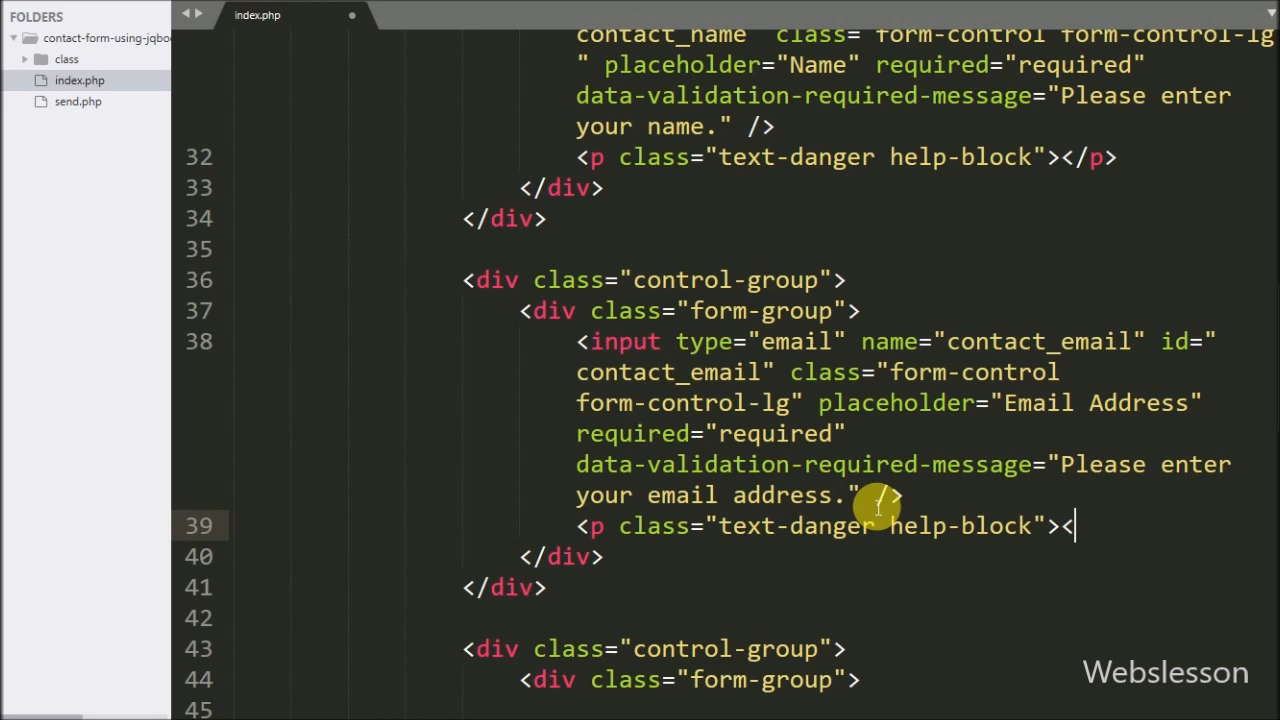 FOLDERS
contact-form-using-jqboo
class
index.php
send.php
index.php
contact_name class= form-control form-control-lg
" placeholder="Name" required="required"
data-validation-required-message="Please enter
your name." />
32 <p class="text-danger help-block"></p>
33 </div>
34 </div>
35
36 <div class="control-group">
37 <div class="form-group">
38 <input type="email" name="contact_email" id="
contact_email" class="form-control
form-control-lg" placeholder="Email Address"
required="required"
data-validation-required-message="Please enter
your email address." />
39 <p class="text-danger help-block"><
40 </div>
41 </div>
42
43 <div class="control-group">
44 <div class="form-group">
45
Webslesson